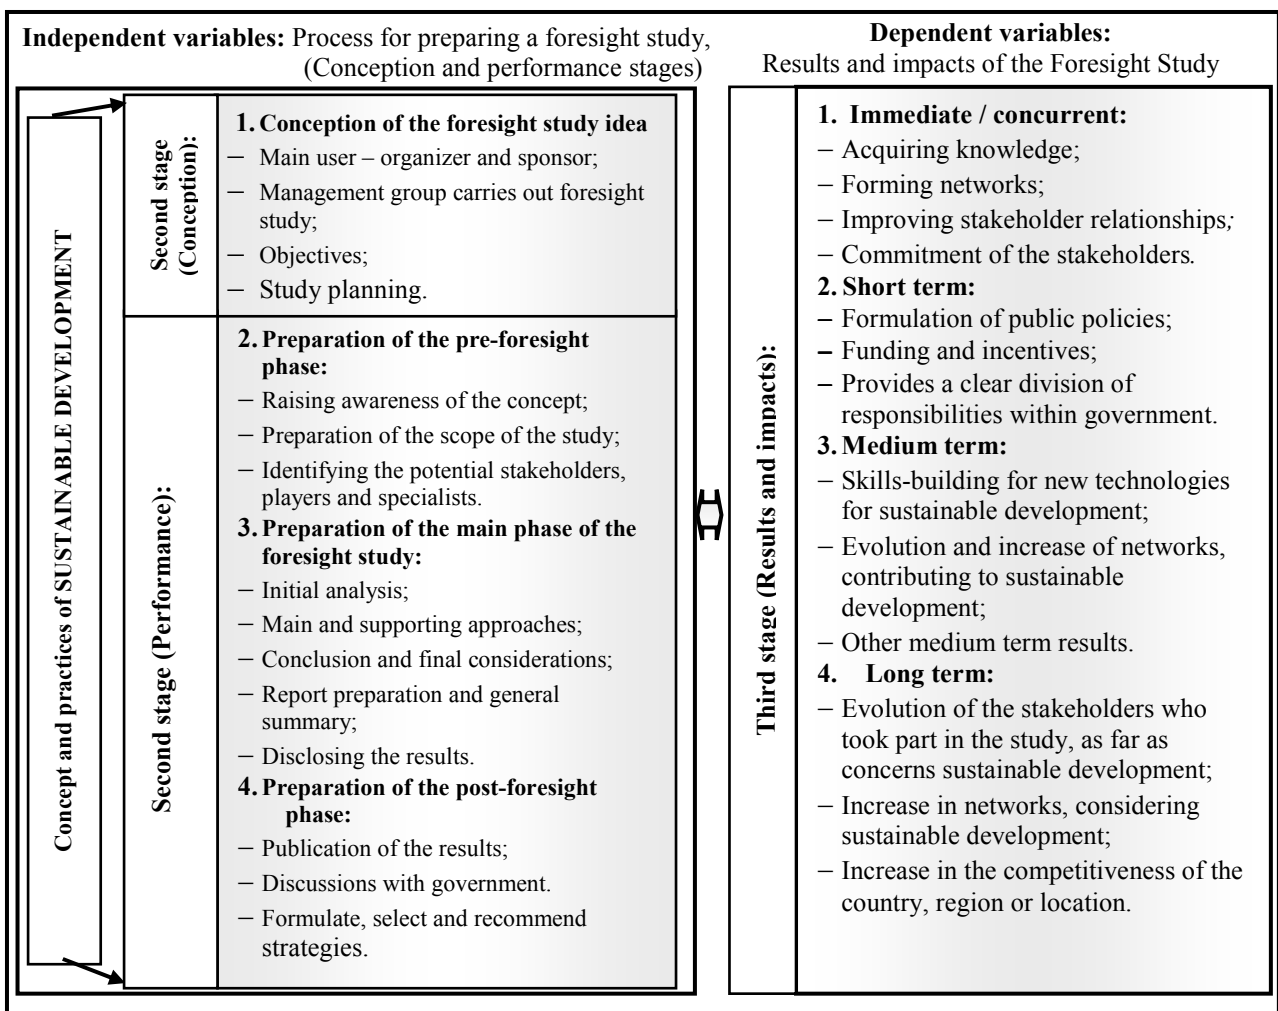 Independent variables: Process for preparing a foresight study,
(Conception and performance stages)
Concept and practices of SUSTAINABLE DEVELOPMENT
Second stage
(Conception):
1. Conception of the foresight study idea
– Main user – organizer and sponsor;
– Management group carries out foresight
study;
– Objectives;
– Study planning.
Second stage (Performance):
2. Preparation of the pre-foresight
phase:
– Raising awareness of the concept;
– Preparation of the scope of the study;
– Identifying the potential stakeholders,
players and specialists.
3. Preparation of the main phase of the
foresight study:
– Initial analysis;
– Main and supporting approaches;
– Conclusion and final considerations;
– Report preparation and general
summary;
– Disclosing the results.
4. Preparation of the post-foresight
phase:
– Publication of the results;
– Discussions with government.
– Formulate, select and recommend
strategies.
Dependent variables:
Results and impacts of the Foresight Study
Third stage (Results and impacts):
1. Immediate / concurrent:
– Acquiring knowledge;
– Forming networks;
– Improving stakeholder relationships;
– Commitment of the stakeholders.
2. Short term:
– Formulation of public policies;
– Funding and incentives;
– Provides a clear division of
responsibilities within government.
3. Medium term:
– Skills-building for new technologies
for sustainable development;
– Evolution and increase of networks,
contributing to sustainable
development;
– Other medium term results.
4. Long term:
– Evolution of the stakeholders who
took part in the study, as far as
concerns sustainable development;
– Increase in networks, considering
sustainable development;
– Increase in the competitiveness of the
country, region or location.